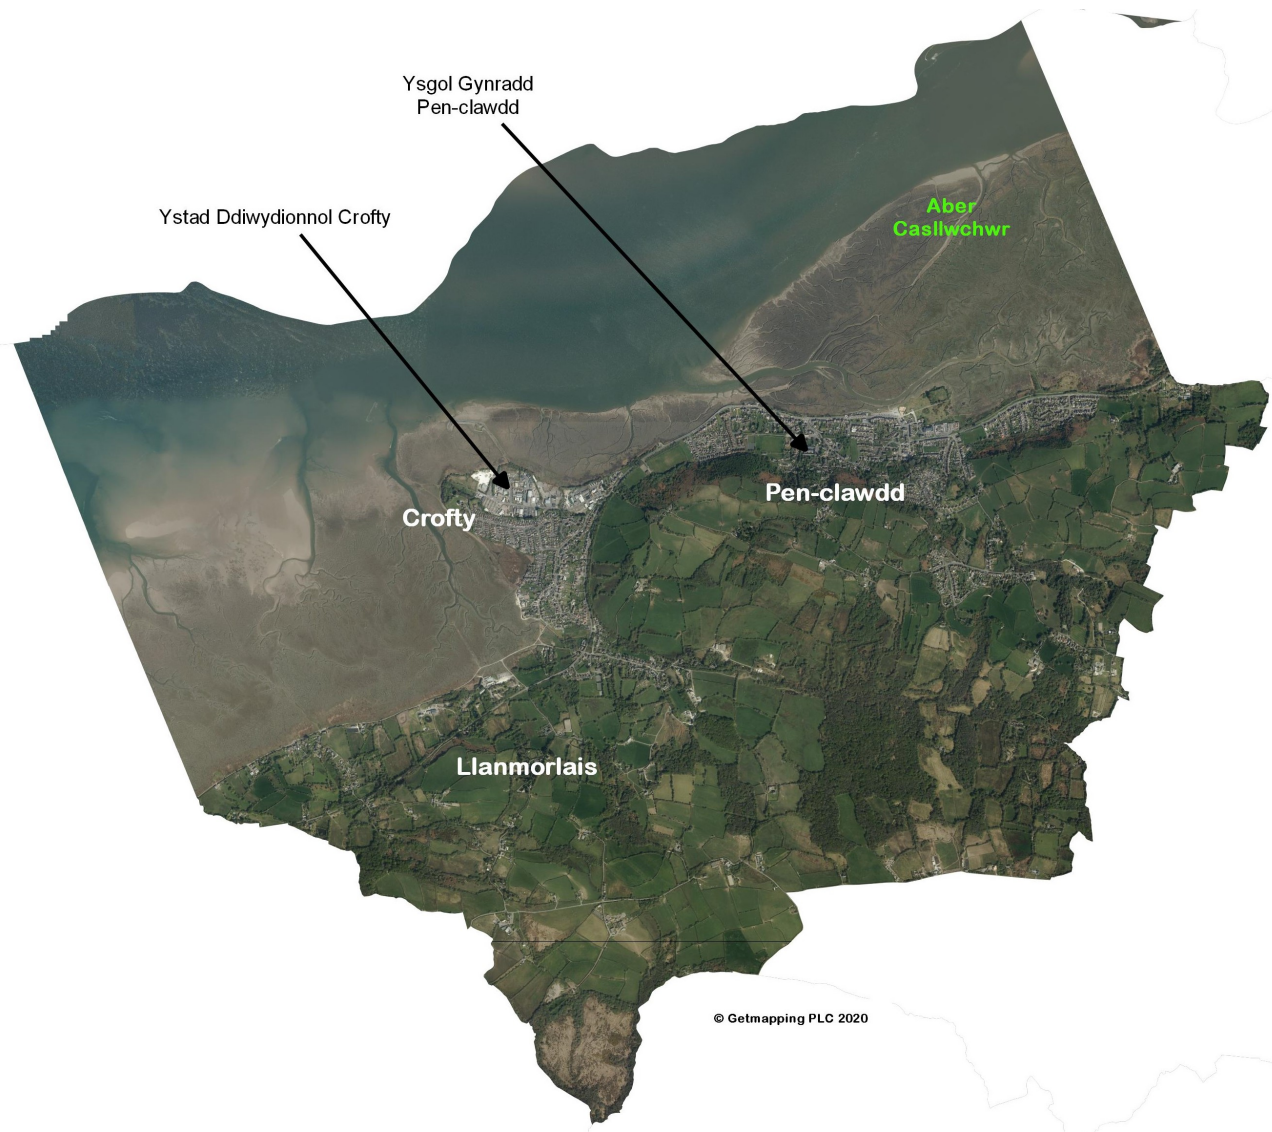 Ysgol Gynradd
Pen-clawdd
Ystad Ddiwydionnol Crofty
Aber
Casllwchwr
Pen-clawdd
Crofty
Llanmorlais
© Getmapping PLC 2020